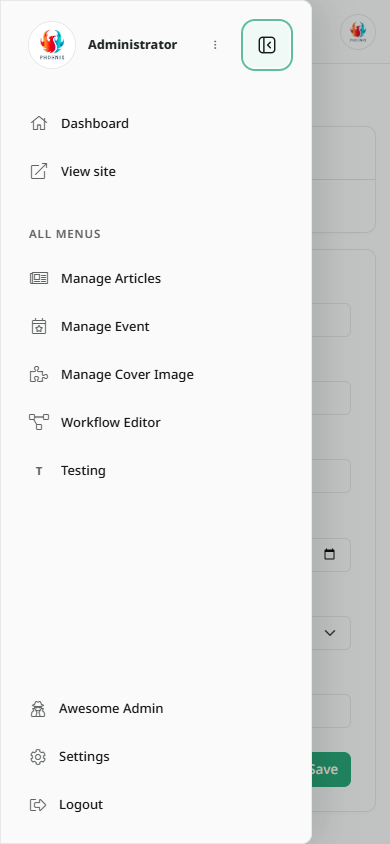 PHOENIX
Administrator
Dashboard
View site
ALL MENUS
Manage Articles
Manage Event
Manage Cover Image
Workflow Editor
T Testing
Awesome Admin
Settings
Save
Logout